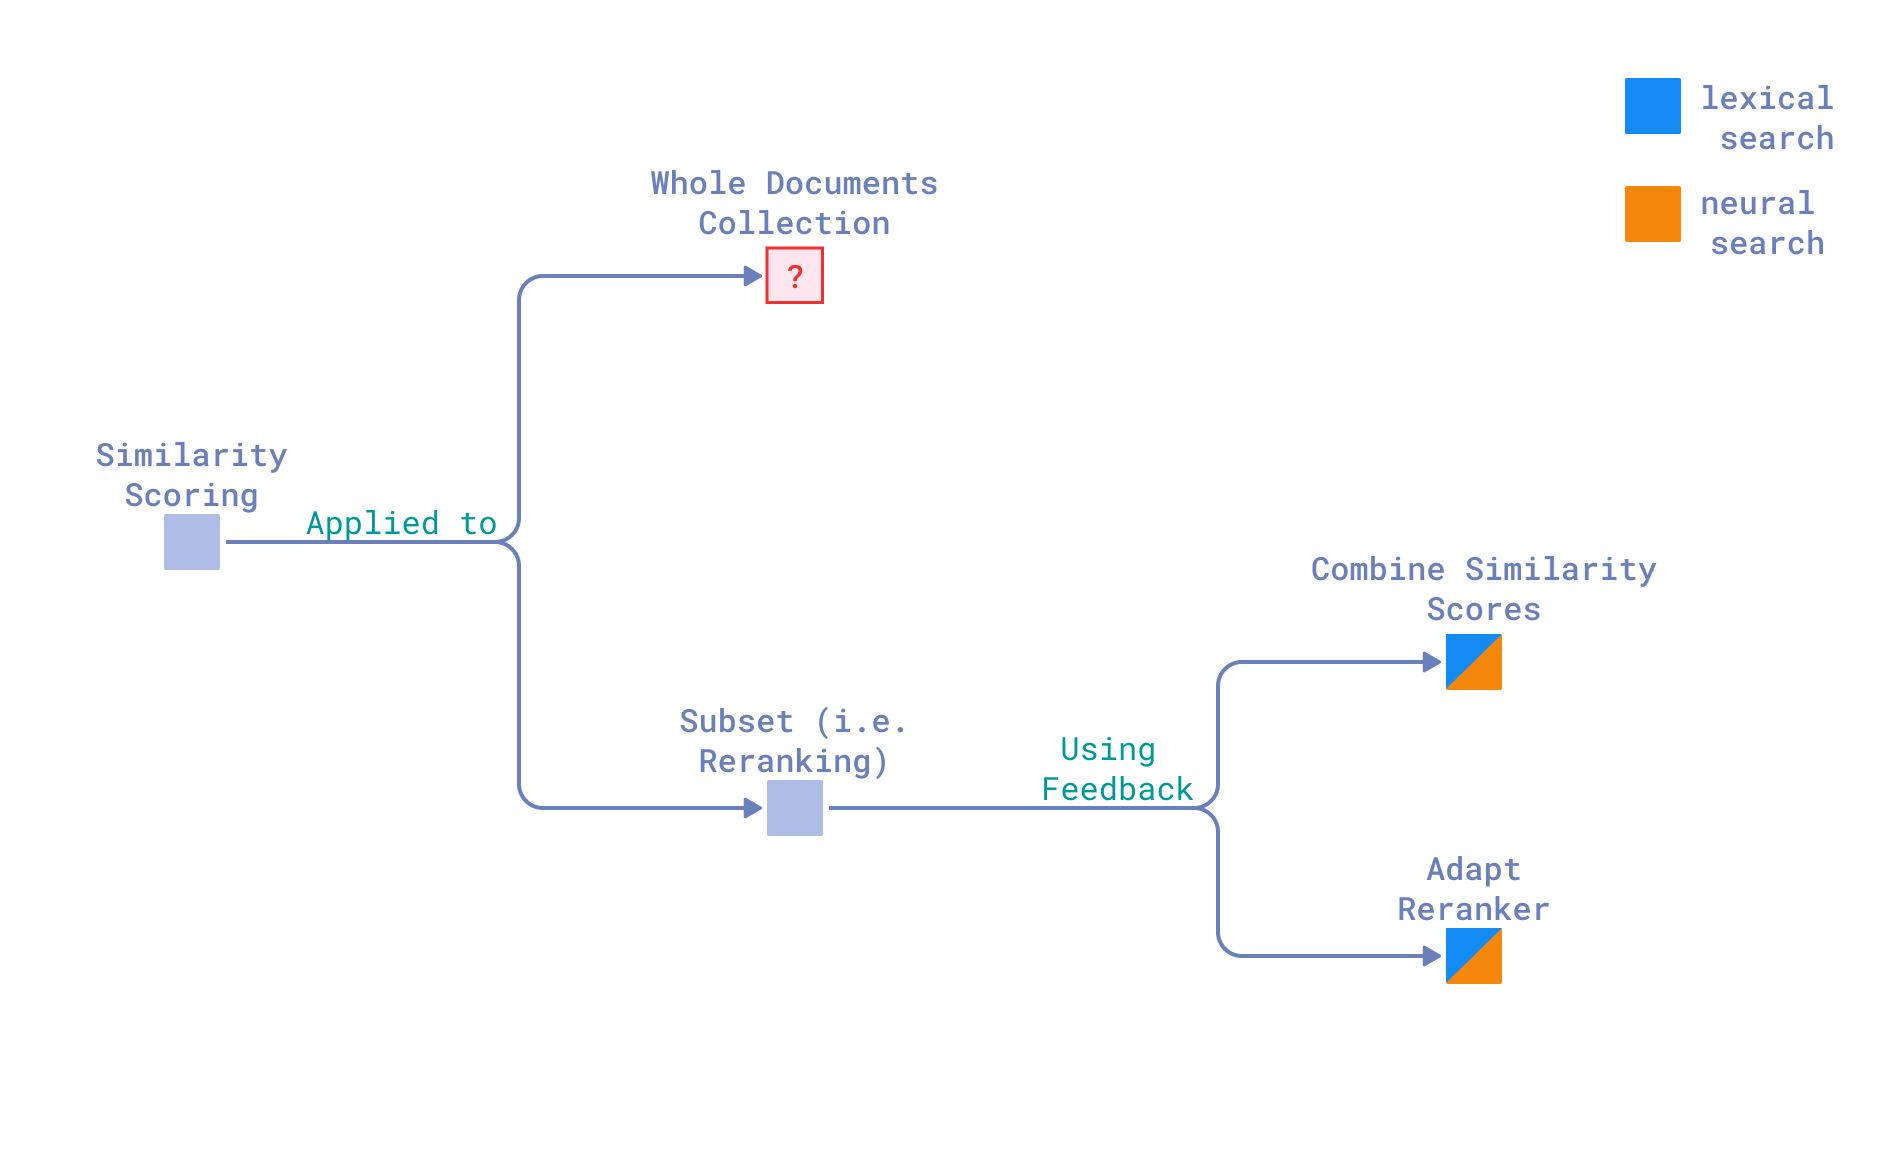 lexical
search
neural
search
Whole Documents
Collection
?
Similarity
Scoring
Applied to
Subset (i.e.
Reranking)
Using
Feedback
Combine Similarity
Scores
Adapt
Reranker